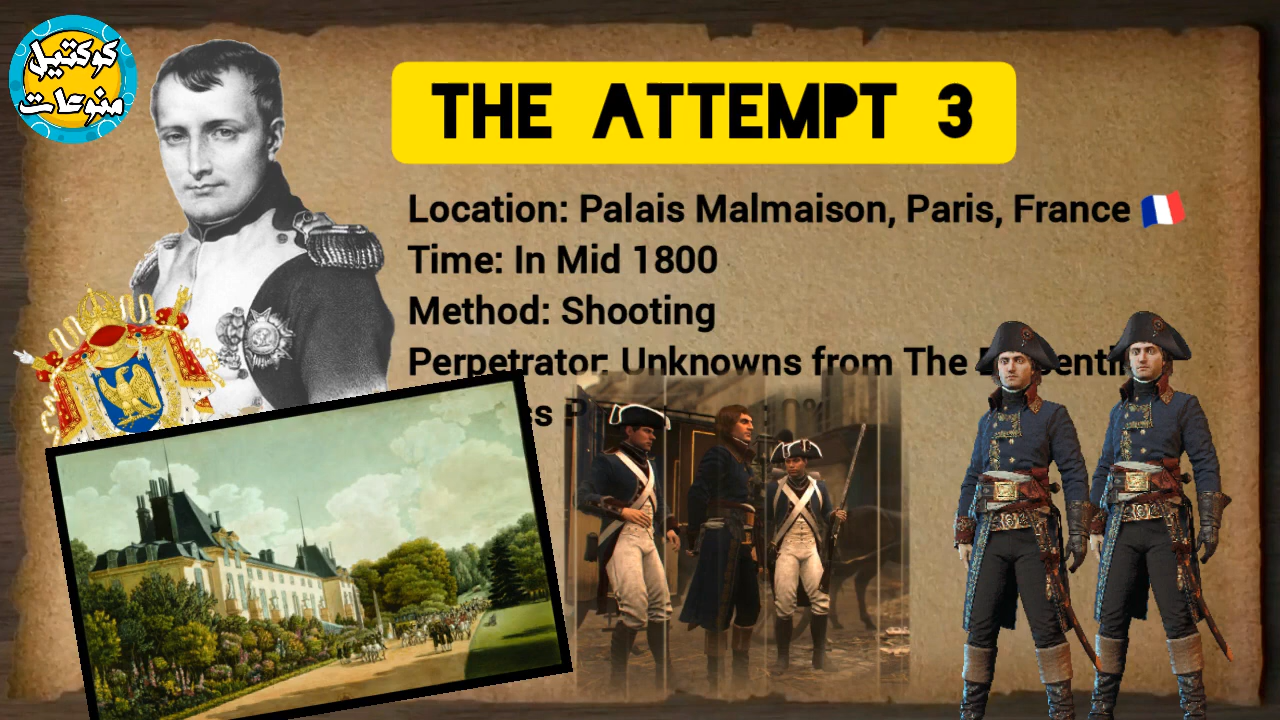 كوكتيل
منوعات
THE ATTEMPT 3
Location: Palais Malmaison, Paris, France
Time: In Mid 1800
Method: Shooting
Perpetrator: Unknowns from The